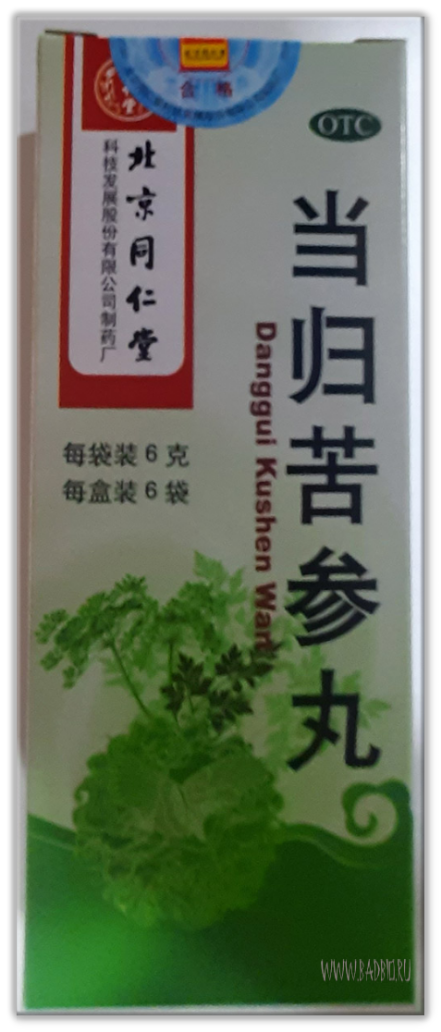 合格
OTC
北京同仁堂
科技发展股份有限公司制药厂
当归苦参丸
Danggui Kushen Wan
每袋装6克
每盒装6袋
WWW.BADBIO.RU